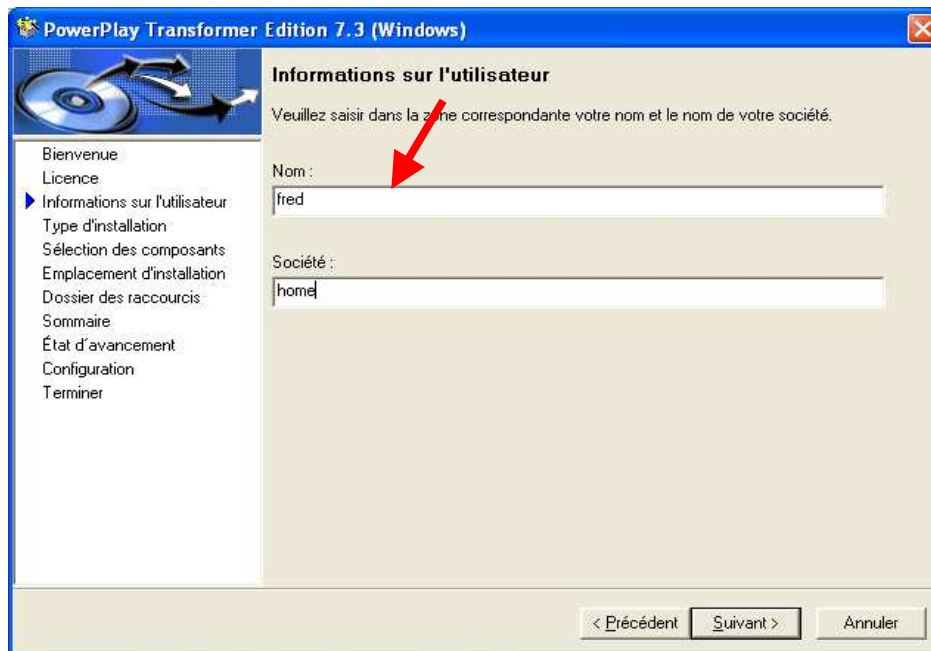 PowerPlay Transformer Edition 7.3 (Windows)
Informations sur l'utilisateur
Veuillez saisir dans la zone correspondante votre nom et le nom de votre société.
Bienvenue
Licence
Informations sur l'utilisateur
Type d'installation
Sélection des composants
Emplacement d'installation
Dossier des raccourcis
Sommaire
État d´avancement
Configuration
Terminer
Nom :
fred
Société :
home
< Précédent
Suivant >
Annuler